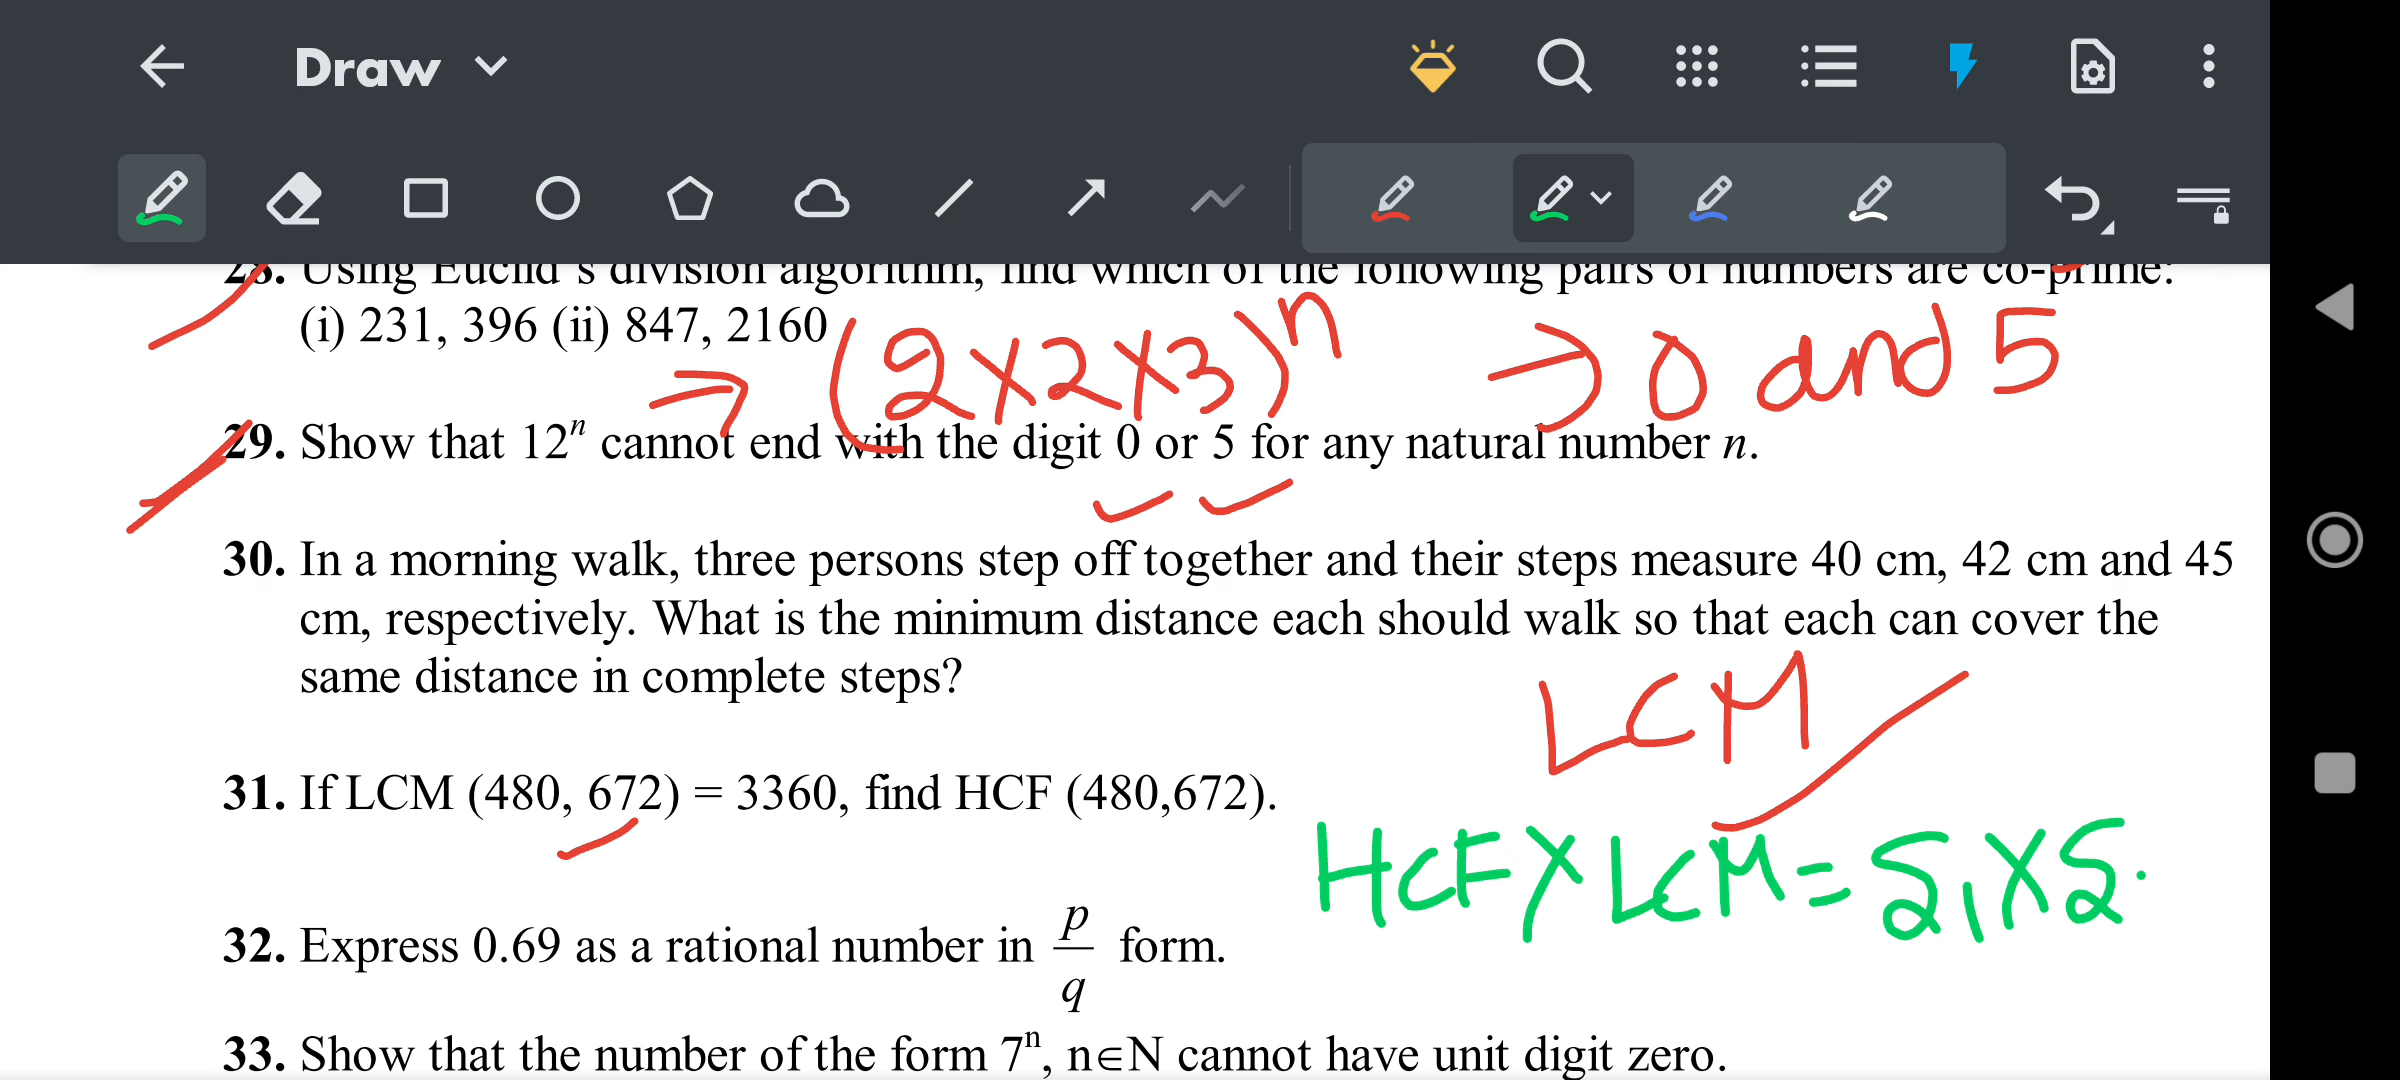 Draw
28. Using Euclid's division algorithm, find which of the following pairs of numbers are co-prime:
(i) 231, 396 (ii) 847, 2160
→ (2×2×3)ⁿ → 0 and 5
29. Show that 12ⁿ cannot end with the digit 0 or 5 for any natural number n.
30. In a morning walk, three persons step off together and their steps measure 40 cm, 42 cm and 45
cm, respectively. What is the minimum distance each should walk so that each can cover the
same distance in complete steps?
LCM
31. If LCM (480, 672) = 3360, find HCF (480,672).
HCF × LCM =
32. Express 0.69 as a rational number in p/q form.
33. Show that the number of the form 7ⁿ, n∈N cannot have unit digit zero.